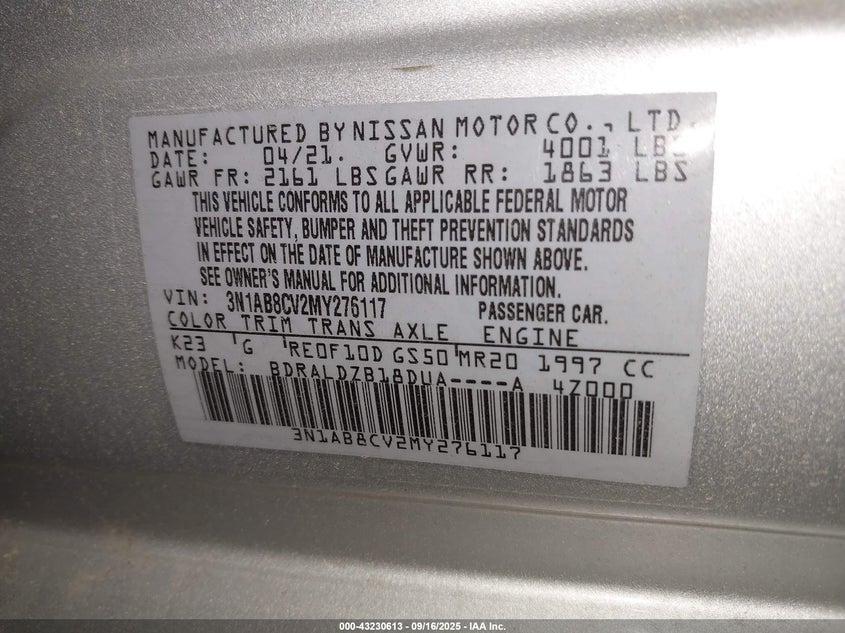 MANUFACTURED BY NISSAN MOTOR CO., LTD.
DATE: 04/21. GVWR: 4001 LBS
GAWR FR: 2161 LBS GAWR RR: 1863 LBS
THIS VEHICLE CONFORMS TO ALL APPLICABLE FEDERAL MOTOR
VEHICLE SAFETY, BUMPER AND THEFT PREVENTION STANDARDS
IN EFFECT ON THE DATE OF MANUFACTURE SHOWN ABOVE.
SEE OWNER'S MANUAL FOR ADDITIONAL INFORMATION.
VIN: 3N1AB8CV2MY276117 PASSENGER CAR.
COLOR TRIM TRANS AXLE ENGINE
K23 G RE0F10D GS50 MR20 1997 CC
MODEL: BDRALDZB18DUA----A 4Z000
3N1AB8CV2MY276117
000-43230613 - 09/16/2025 - IAA Inc.